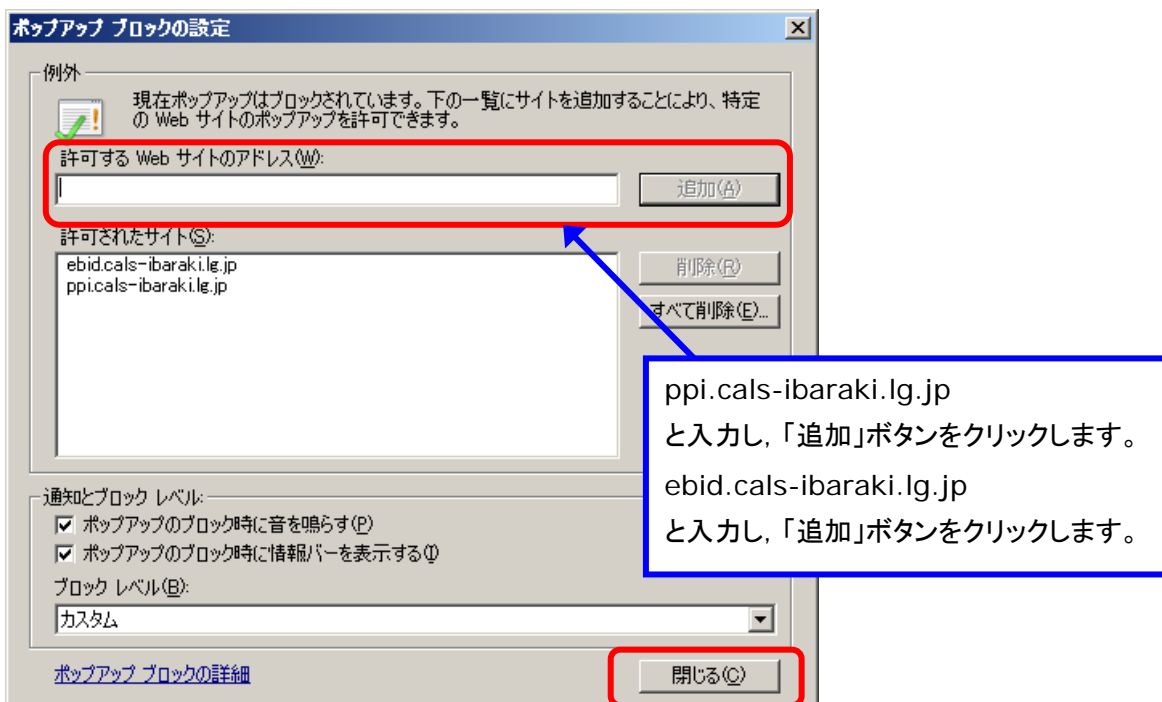 ポップアップ ブロックの設定
例外
現在ポップアップはブロックされています。下の一覧にサイトを追加することにより、特定
の Web サイトのポップアップを許可できます。
許可する Web サイトのアドレス(W):
追加(A)
許可されたサイト(S):
ebid.cals-ibaraki.lg.jp
ppi.cals-ibaraki.lg.jp
削除(R)
すべて削除(E)...
ppi.cals-ibaraki.lg.jp
と入力し,「追加」ボタンをクリックします。
ebid.cals-ibaraki.lg.jp
と入力し,「追加」ボタンをクリックします。
通知とブロック レベル:
ポップアップのブロック時に音を鳴らす(P)
ポップアップのブロック時に情報バーを表示する(I)
ブロック レベル(B):
カスタム
ポップアップ ブロックの詳細
閉じる(C)